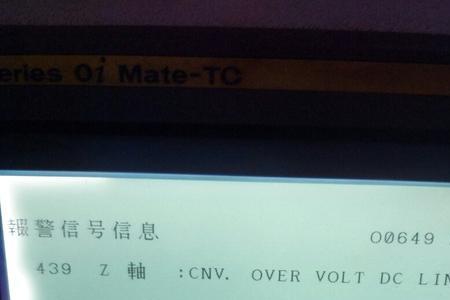 eries 0i Mate-TC
報警信号信息 O0649
439 Z 軸 :CNV. OVER VOLT DC LIN